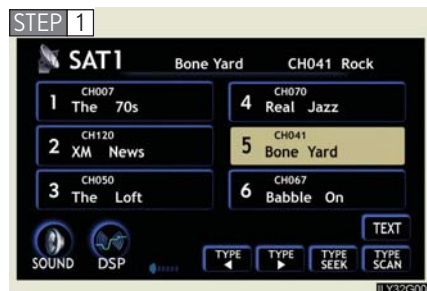 STEP 1
SAT1 Bone Yard CH041 Rock
CH007
1 The 70s
CH070
4 Real Jazz
CH120
2 XM News
CH041
5 Bone Yard
CH050
3 The Loft
CH067
6 Babble On
TEXT
SOUND DSP TYPE ◀ TYPE ▶ TYPE SEEK TYPE SCAN
ILY32G00